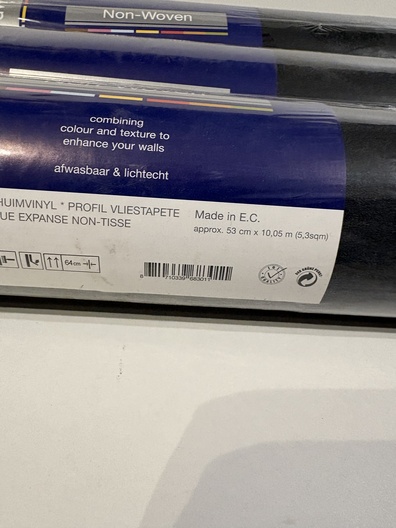 Non-Woven
combining
colour and texture to
enhance your walls
afwasbaar & lichtecht
HUIMVINYL * PROFIL VLIESTAPETE
UE EXPANSE NON-TISSE
Made in E.C.
approx. 53 cm x 10,05 m (5,3sqm)
64cm